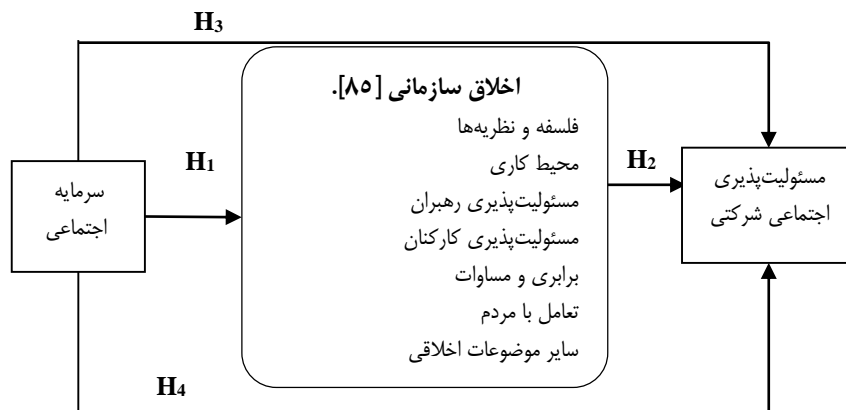 H3
اخلاق سازمانی [۸۵].
فلسفه و نظریه‌ها
محیط کاری
مسئولیت‌پذیری رهبران
مسئولیت‌پذیری کارکنان
برابری و مساوات
تعامل با مردم
سایر موضوعات اخلاقی
H1
H2
سرمایه
اجتماعی
مسئولیت‌پذیری
اجتماعی شرکتی
H4